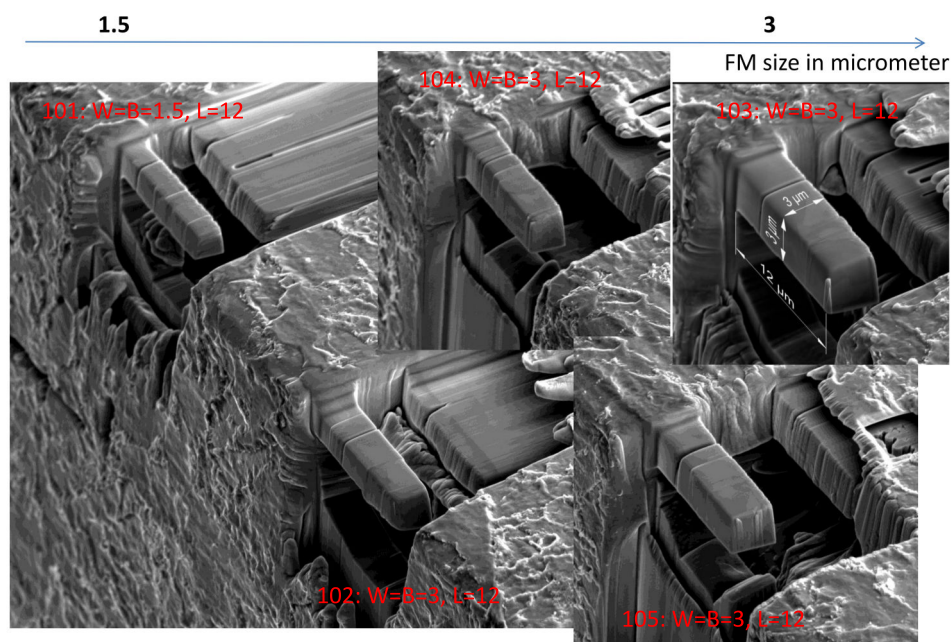 1.5
3
FM size in micrometer
101: W=B=1.5, L=12
104: W=B=3, L=12
103: W=B=3, L=12
3 µm
3 µm
12 µm
102: W=B=3, L=12
105: W=B=3, L=12